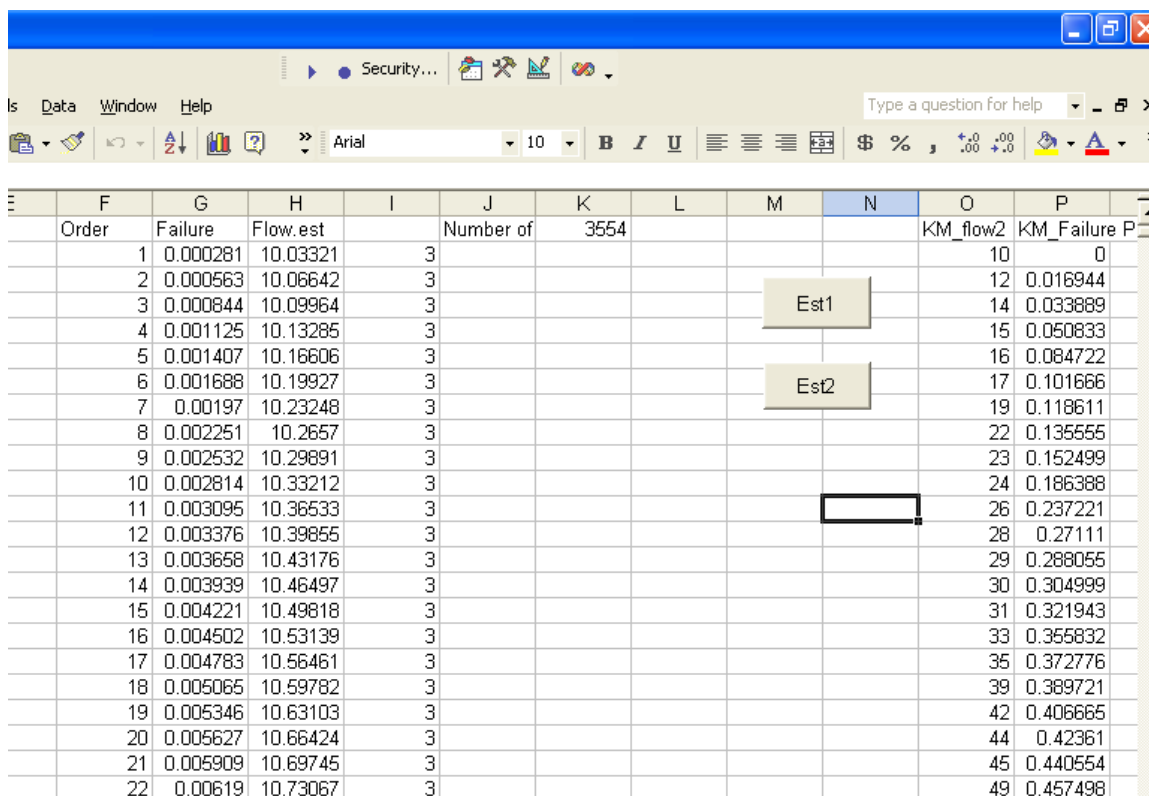 Security...
ls Data Window Help Type a question for help
Arial 10 B I U $ % , .00 .00 A
E F G H I J K L M N O P
Order Failure Flow.est Number of 3554 KM_flow2 KM_Failure P
1 0.000281 10.03321 3 10 0
2 0.000563 10.06642 3 12 0.016944
3 0.000844 10.09964 3 Est1 14 0.033889
4 0.001125 10.13285 3 15 0.050833
5 0.001407 10.16606 3 16 0.084722
6 0.001688 10.19927 3 Est2 17 0.101666
7 0.00197 10.23248 3 19 0.118611
8 0.002251 10.2657 3 22 0.135555
9 0.002532 10.29891 3 23 0.152499
10 0.002814 10.33212 3 24 0.186388
11 0.003095 10.36533 3 26 0.237221
12 0.003376 10.39855 3 28 0.27111
13 0.003658 10.43176 3 29 0.288055
14 0.003939 10.46497 3 30 0.304999
15 0.004221 10.49818 3 31 0.321943
16 0.004502 10.53139 3 33 0.355832
17 0.004783 10.56461 3 35 0.372776
18 0.005065 10.59782 3 39 0.389721
19 0.005346 10.63103 3 42 0.406665
20 0.005627 10.66424 3 44 0.42361
21 0.005909 10.69745 3 45 0.440554
22 0.00619 10.73067 3 49 0.457498